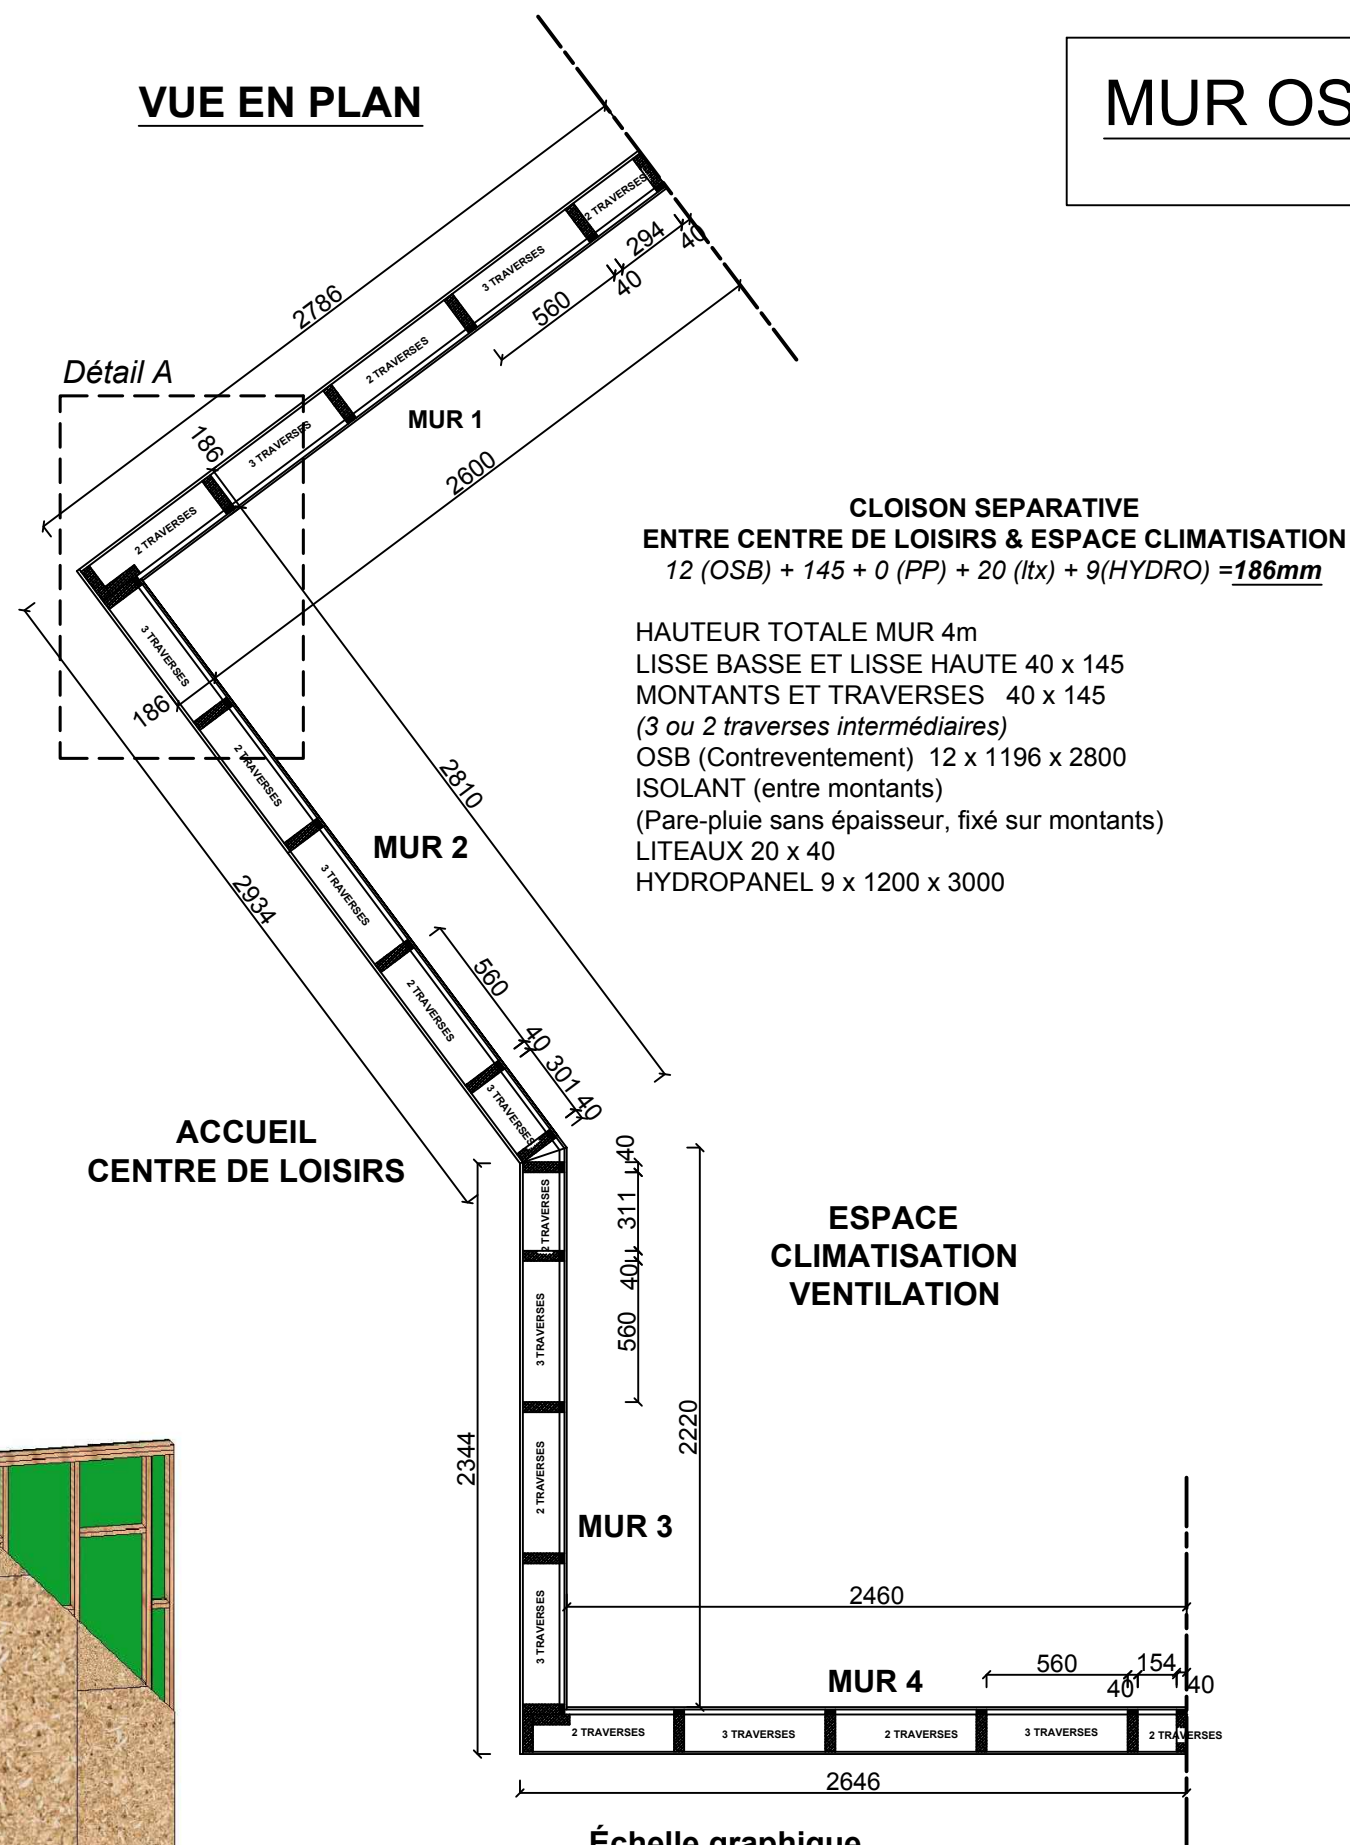 VUE EN PLAN
MUR OS
2 TRAVERSES
3 TRAVERSES
294
40
40
560
2786
2 TRAVERSES
Détail A
MUR 1
186
3 TRAVERSES
2600
2 TRAVERSES
CLOISON SEPARATIVE
ENTRE CENTRE DE LOISIRS & ESPACE CLIMATISATION
12 (OSB) + 145 + 0 (PP) + 20 (ltx) + 9(HYDRO) =186mm
HAUTEUR TOTALE MUR 4m
LISSE BASSE ET LISSE HAUTE 40 x 145
MONTANTS ET TRAVERSES 40 x 145
(3 ou 2 traverses intermédiaires)
OSB (Contreventement) 12 x 1196 x 2800
ISOLANT (entre montants)
(Pare-pluie sans épaisseur, fixé sur montants)
LITEAUX 20 x 40
HYDROPANEL 9 x 1200 x 3000
3 TRAVERSES
186
2 TRAVERSES
2810
MUR 2
3 TRAVERSES
2934
560
2 TRAVERSES
40
301
40
3 TRAVERSES
ACCUEIL
CENTRE DE LOISIRS
40
311
40
560
2 TRAVERSES
ESPACE
CLIMATISATION
VENTILATION
3 TRAVERSES
2344
2220
2 TRAVERSES
MUR 3
3 TRAVERSES
2460
560
154
40
40
MUR 4
2 TRAVERSES
3 TRAVERSES
2 TRAVERSES
3 TRAVERSES
2 TRAVERSES
2646
Échelle graphique